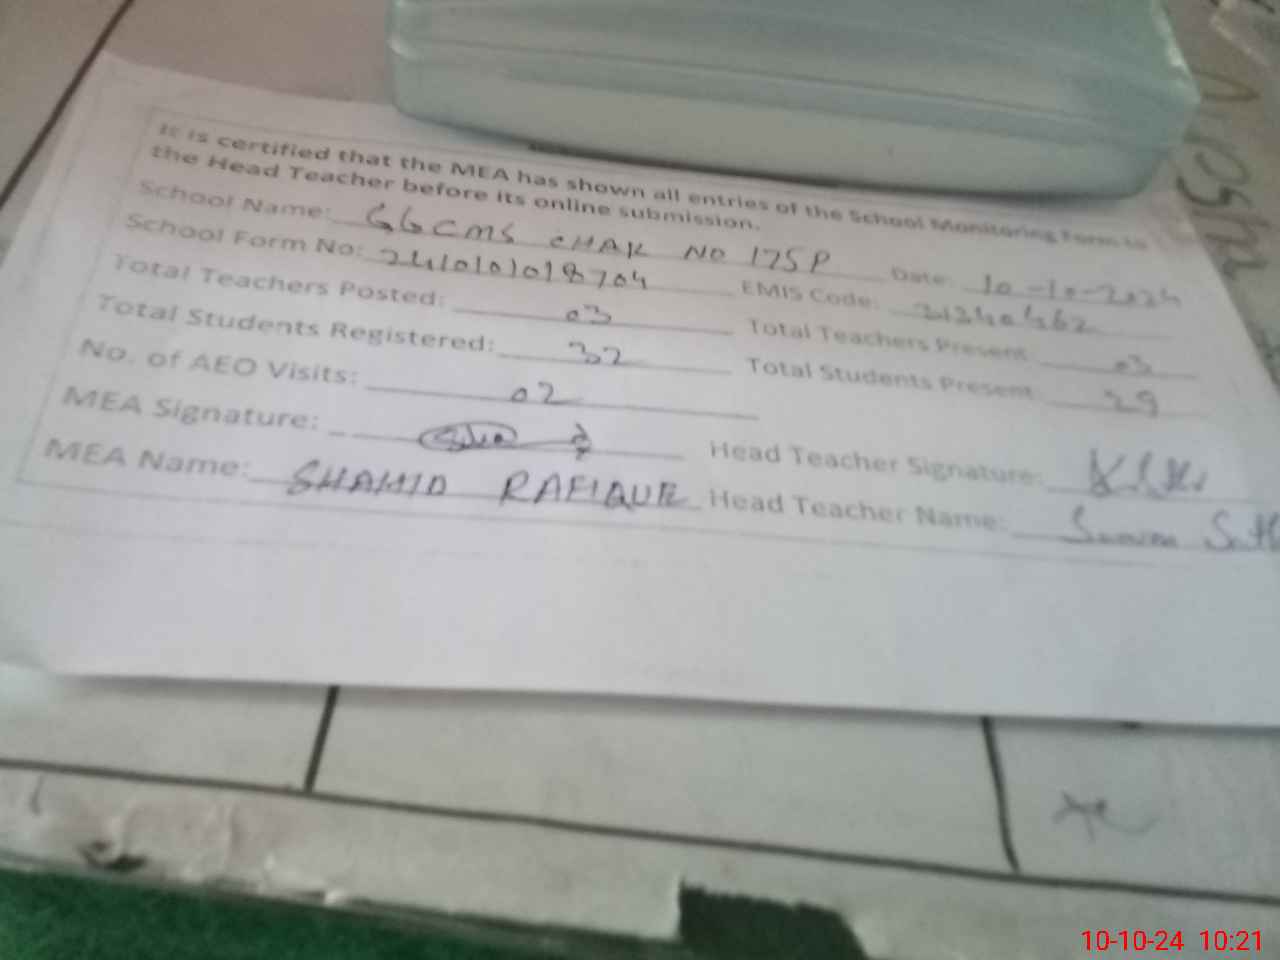 It is certified that the MEA has shown all entries of the School Monitoring Form to
the Head Teacher before its online submission.
School Name: GGCMS CHAK NO 175P Date: 10-10-2024
School Form No: 241010101018704 EMIS Code:
Total Teachers Posted: 03 Total Teachers Present: 03
Total Students Registered: 32 Total Students Present: 29
No. of AEO Visits: 02
MEA Signature: Head Teacher Signature:
MEA Name: SHAHID RAFIQUE Head Teacher Name:
10-10-24 10:21